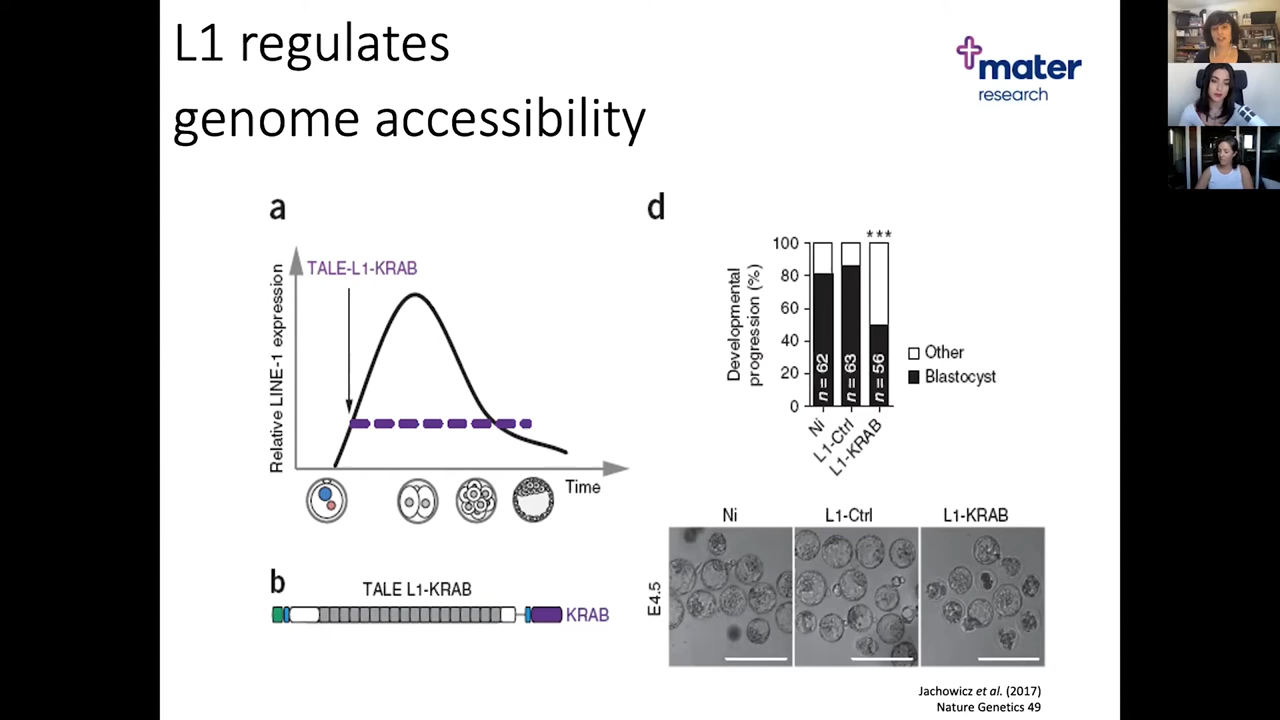 L1 regulates
genome accessibility
mater
research
a
TALE-L1-KRAB
Relative LINE-1 expression
Time
b
TALE L1-KRAB
KRAB
d
Developmental
progression (%)
100
80
60
40
20
0
***
n = 62
n = 63
n = 56
Ni
L1-Ctrl
L1-KRAB
Other
Blastocyst
Ni
L1-Ctrl
L1-KRAB
E4.5
Jachowicz et al. (2017)
Nature Genetics 49